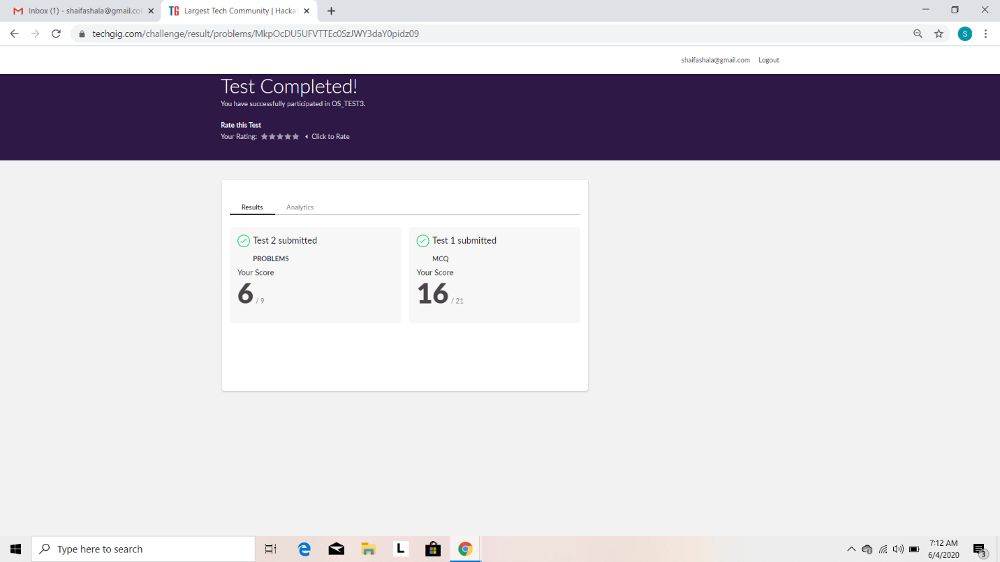 Inbox (1) - shaifashala@gmail.co
TG Largest Tech Community | Hacka
techgig.com/challenge/result/problems/MkpOcDU5UFVTTEc0SzJWY3daY0pidz09
S
shaifashala@gmail.com Logout
Test Completed!
You have successfully participated in OS_TEST3.
Rate this Test
Your Rating: Click to Rate
Results Analytics
Test 2 submitted
PROBLEMS
Your Score
6 / 9
Test 1 submitted
MCQ
Your Score
16 / 21
Type here to search
L
7:12 AM
6/4/2020
3